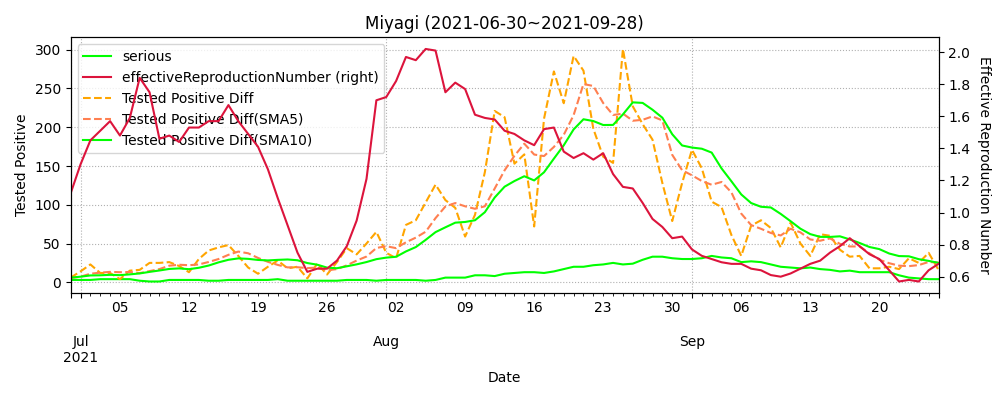 Miyagi (2021-06-30~2021-09-28)
serious
effectiveReproductionNumber (right)
Tested Positive Diff
Tested Positive Diff(SMA5)
Tested Positive Diff(SMA10)
Tested Positive
300
250
200
150
100
50
0
2.0
1.8
1.6
1.4
1.2
1.0
0.8
0.6
Effective Reproduction Number
05 12 19 26 02 09 16 23 06 13 20
Jul Aug Sep
2021
Date